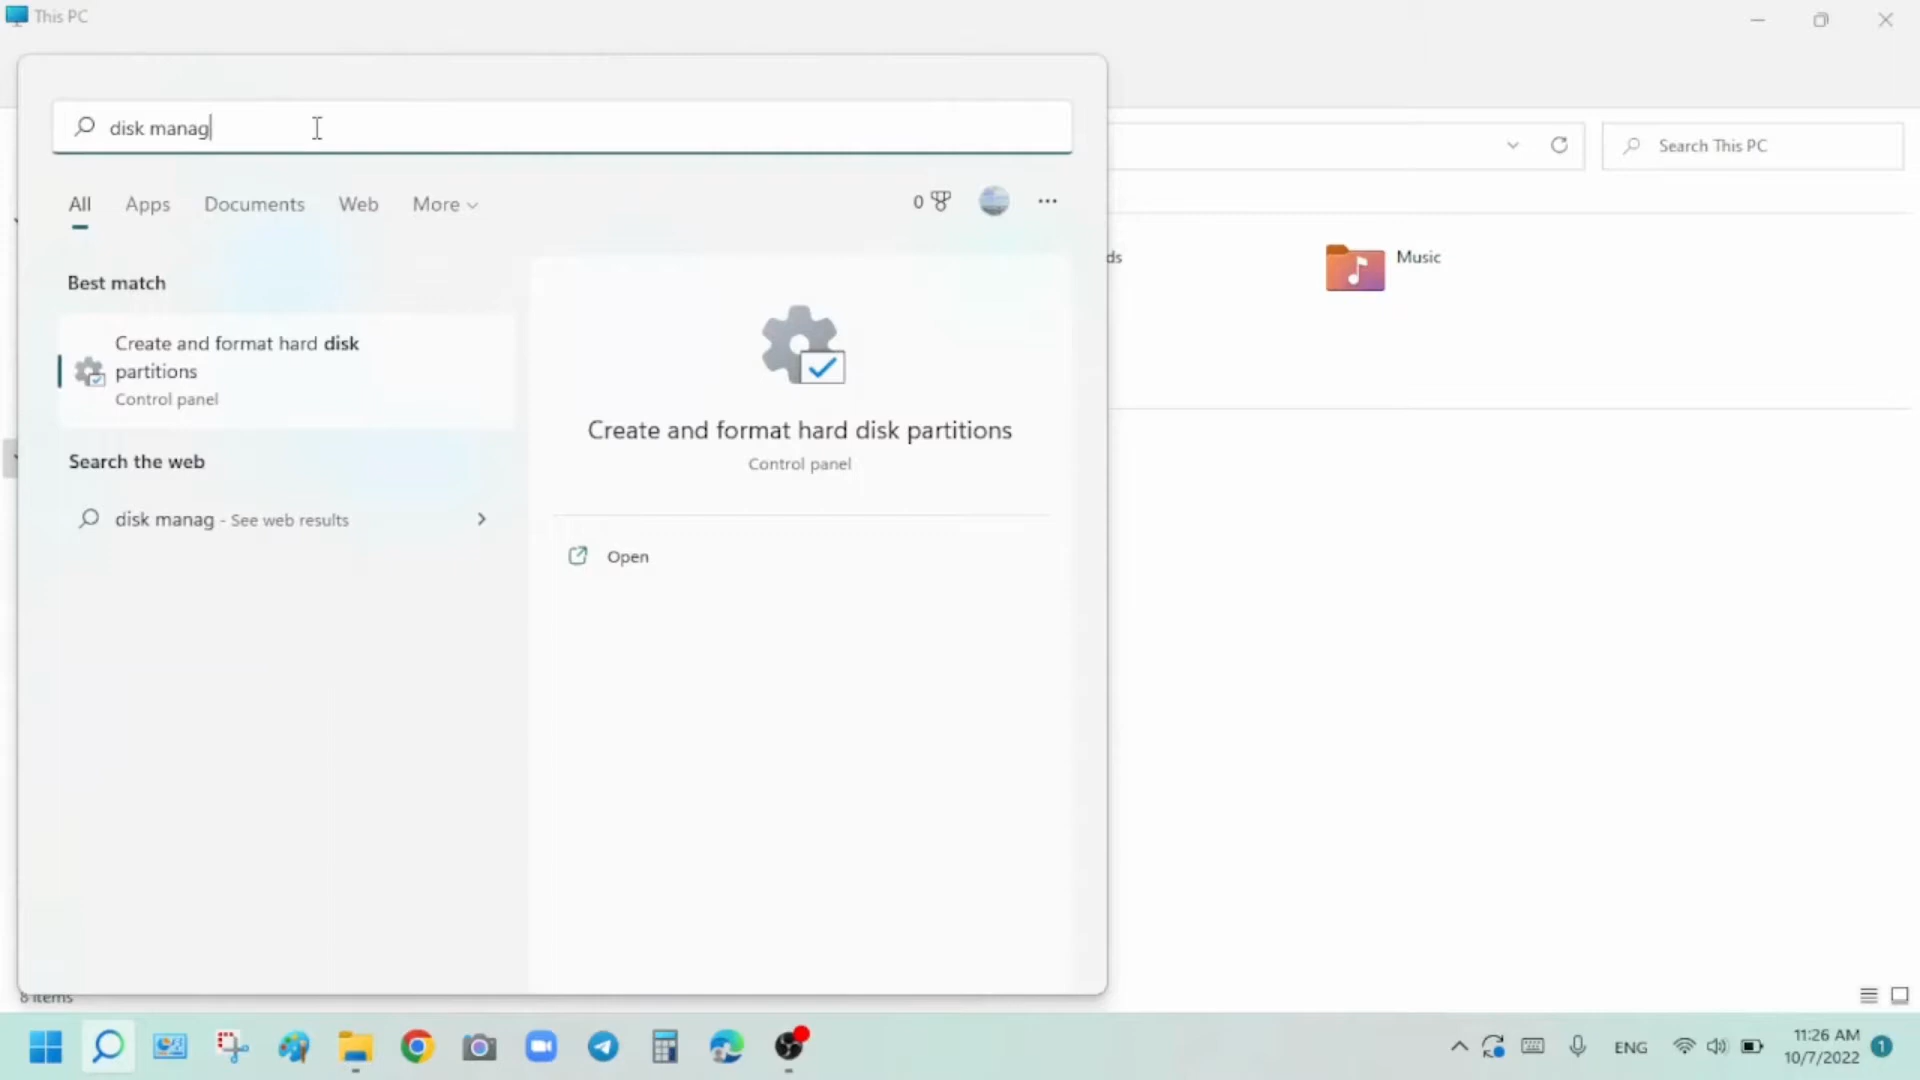 This PC
disk manag
Search This PC
All Apps Documents Web More
0
Best match
Create and format hard disk
partitions
Control panel
Search the web
disk manag - See web results
Create and format hard disk partitions
Control panel
Open
ds
Music
8 items
ENG
11:26 AM
10/7/2022
1